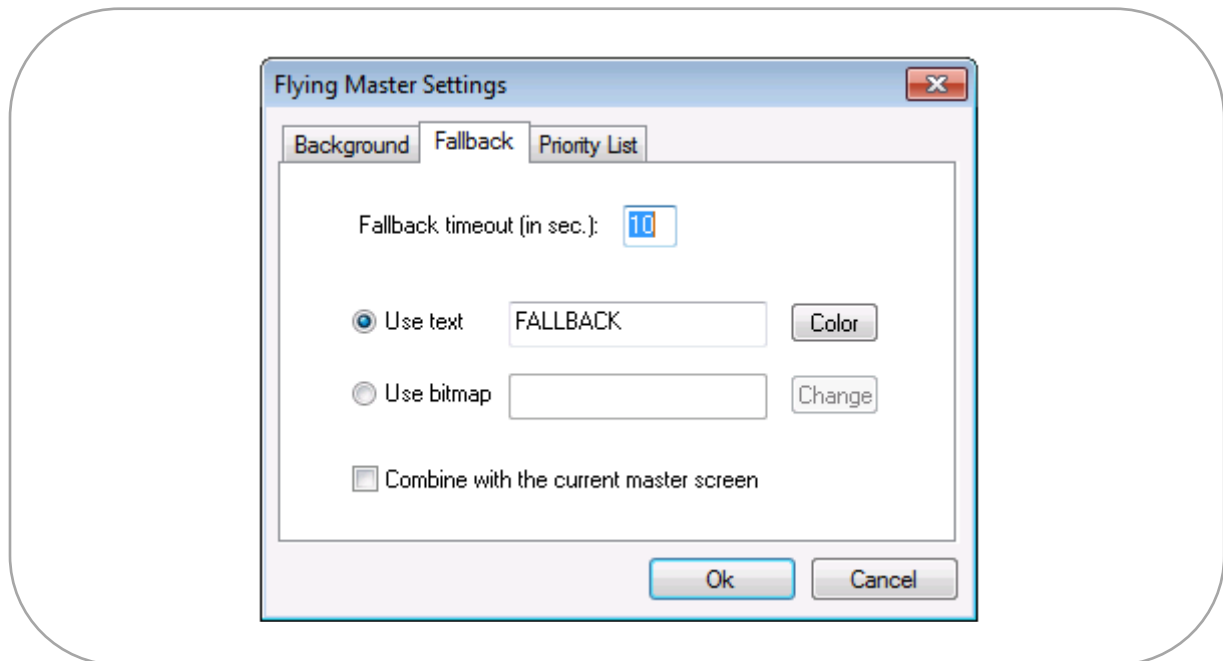 Flying Master Settings
Background Fallback Priority List
Fallback timeout (in sec.): 10
Use text FALLBACK Color
Use bitmap Change
Combine with the current master screen
Ok Cancel